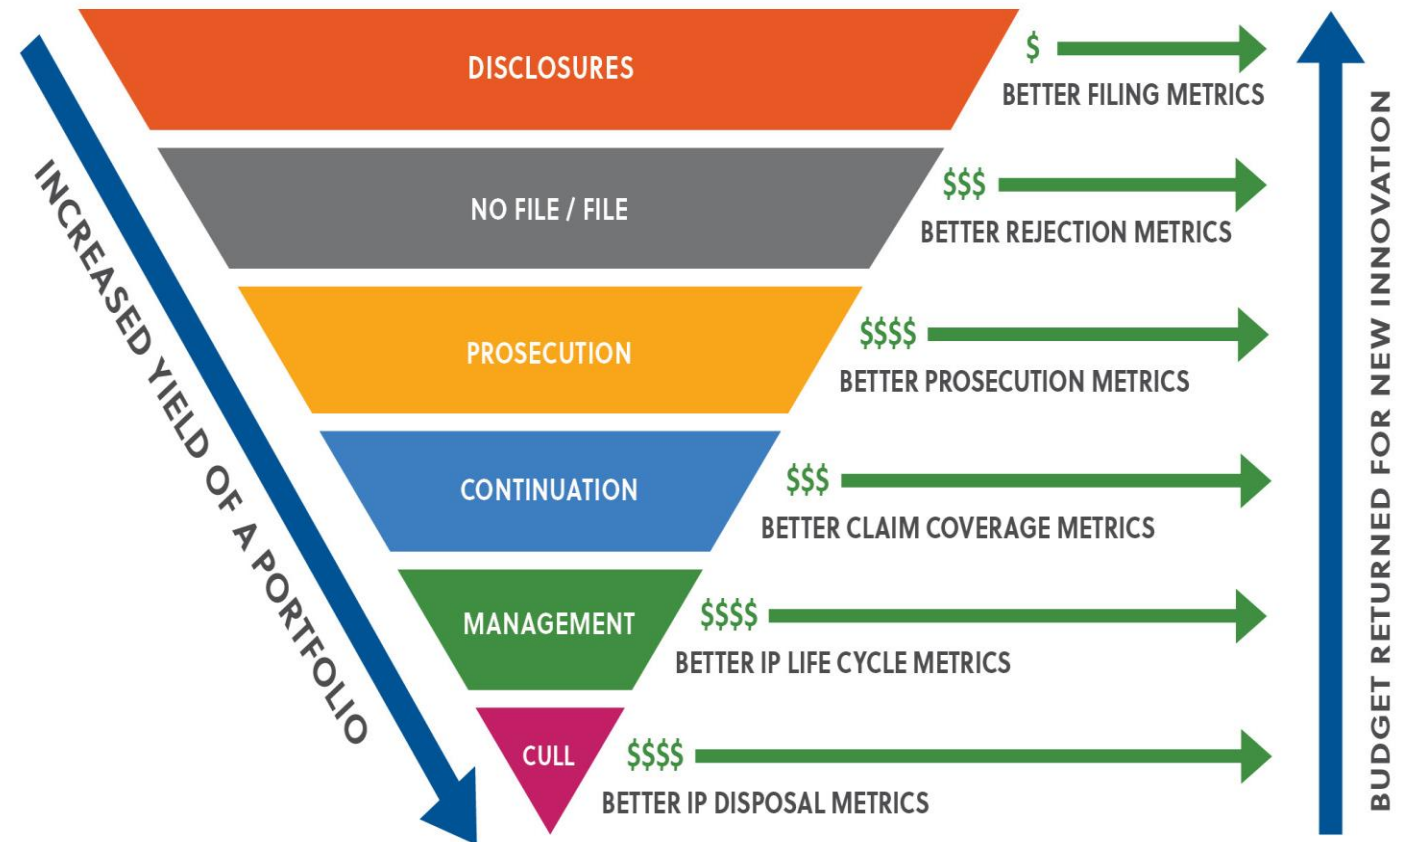 DISCLOSURES
$
BETTER FILING METRICS
NO FILE / FILE
$$$
BETTER REJECTION METRICS
PROSECUTION
$$$$
BETTER PROSECUTION METRICS
CONTINUATION
$$$
BETTER CLAIM COVERAGE METRICS
MANAGEMENT
$$$$
BETTER IP LIFE CYCLE METRICS
CULL
$$$$
BETTER IP DISPOSAL METRICS
INCREASED YIELD OF A PORTFOLIO
BUDGET RETURNED FOR NEW INNOVATION